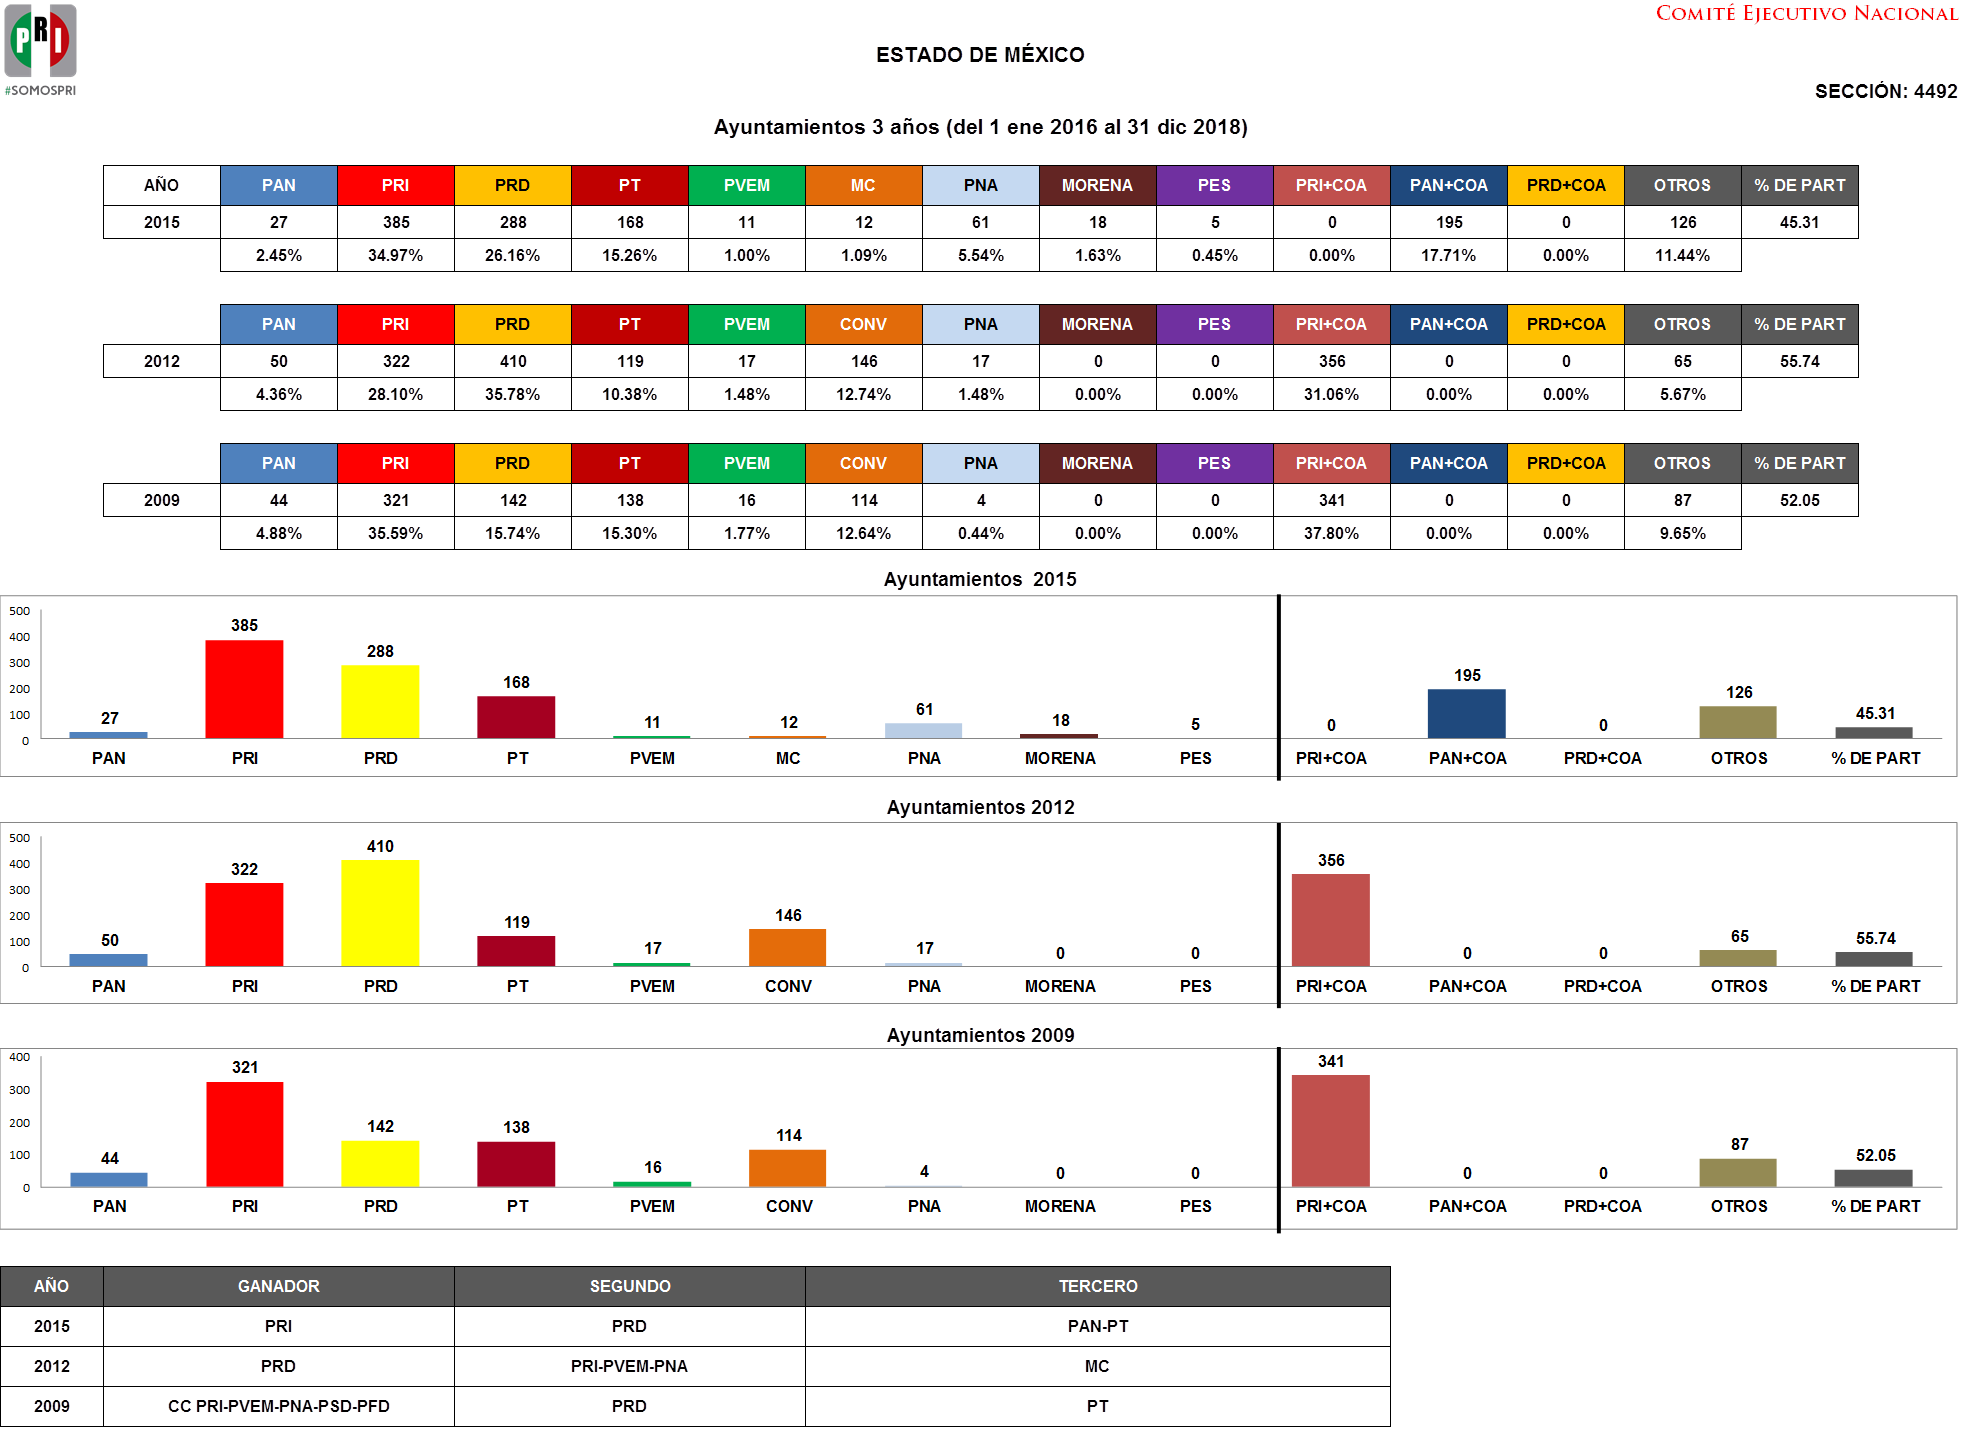 COMITÉ EJECUTIVO NACIONAL
PRI
#SOMOSPRI
ESTADO DE MÉXICO
SECCIÓN: 4492
Ayuntamientos 3 años (del 1 ene 2016 al 31 dic 2018)
AÑO PAN PRI PRD PT PVEM MC PNA MORENA PES PRI+COA PAN+COA PRD+COA OTROS % DE PART
2015 27 385 288 168 11 12 61 18 5 0 195 0 126 45.31
2.45% 34.97% 26.16% 15.26% 1.00% 1.09% 5.54% 1.63% 0.45% 0.00% 17.71% 0.00% 11.44%
PAN PRI PRD PT PVEM CONV PNA MORENA PES PRI+COA PAN+COA PRD+COA OTROS % DE PART
2012 50 322 410 119 17 146 17 0 0 356 0 0 65 55.74
4.36% 28.10% 35.78% 10.38% 1.48% 12.74% 1.48% 0.00% 0.00% 31.06% 0.00% 0.00% 5.67%
PAN PRI PRD PT PVEM CONV PNA MORENA PES PRI+COA PAN+COA PRD+COA OTROS % DE PART
2009 44 321 142 138 16 114 4 0 0 341 0 0 87 52.05
4.88% 35.59% 15.74% 15.30% 1.77% 12.64% 0.44% 0.00% 0.00% 37.80% 0.00% 0.00% 9.65%
Ayuntamientos 2015
500
400
300
200
100
0
27 385 288 168 11 12 61 18 5 0 195 0 126 45.31
PAN PRI PRD PT PVEM MC PNA MORENA PES PRI+COA PAN+COA PRD+COA OTROS % DE PART
Ayuntamientos 2012
500
400
300
200
100
0
50 322 410 119 17 146 17 0 0 356 0 0 65 55.74
PAN PRI PRD PT PVEM CONV PNA MORENA PES PRI+COA PAN+COA PRD+COA OTROS % DE PART
Ayuntamientos 2009
400
300
200
100
0
44 321 142 138 16 114 4 0 0 341 0 0 87 52.05
PAN PRI PRD PT PVEM CONV PNA MORENA PES PRI+COA PAN+COA PRD+COA OTROS % DE PART
AÑO GANADOR SEGUNDO TERCERO
2015 PRI PRD PAN-PT
2012 PRD PRI-PVEM-PNA MC
2009 CC PRI-PVEM-PNA-PSD-PFD PRD PT